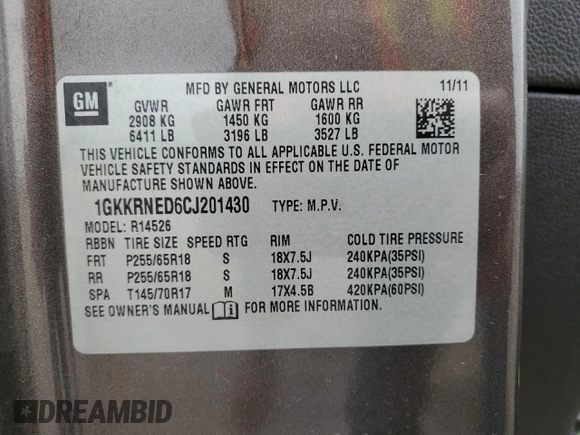 MFD BY GENERAL MOTORS LLC 11/11
GM
GVWR GAWR FRT GAWR RR
2908 KG 1450 KG 1600 KG
6411 LB 3196 LB 3527 LB
THIS VEHICLE CONFORMS TO ALL APPLICABLE U.S. FEDERAL MOTOR
VEHICLE SAFETY STANDARDS IN EFFECT ON THE DATE OF
MANUFACTURE SHOWN ABOVE.
1GKKRNED6CJ201430 TYPE: M.P.V.
MODEL: R14526
RBBN TIRE SIZE SPEED RTG RIM COLD TIRE PRESSURE
FRT P255/65R18 S 18X7.5J 240KPA(35PSI)
RR P255/65R18 S 18X7.5J 240KPA(35PSI)
SPA T145/70R17 M 17X4.5B 420KPA(60PSI)
SEE OWNER'S MANUAL FOR MORE INFORMATION.
DREAMBID